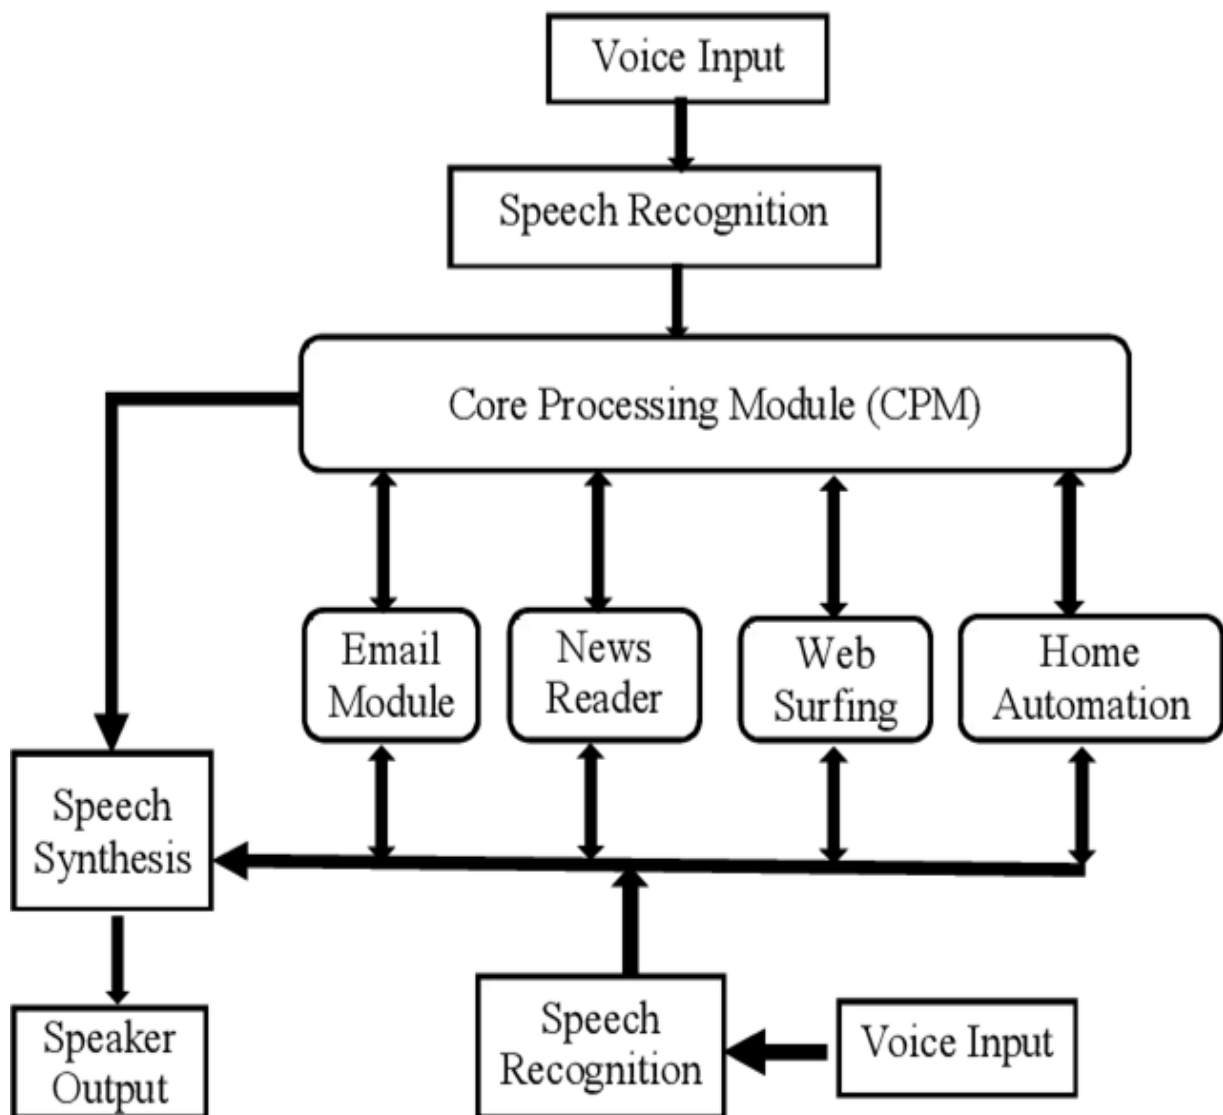 Voice Input
Speech Recognition
Core Processing Module (CPM)
Email
Module
News
Reader
Web
Surfing
Home
Automation
Speech
Synthesis
Speaker
Output
Speech
Recognition
Voice Input